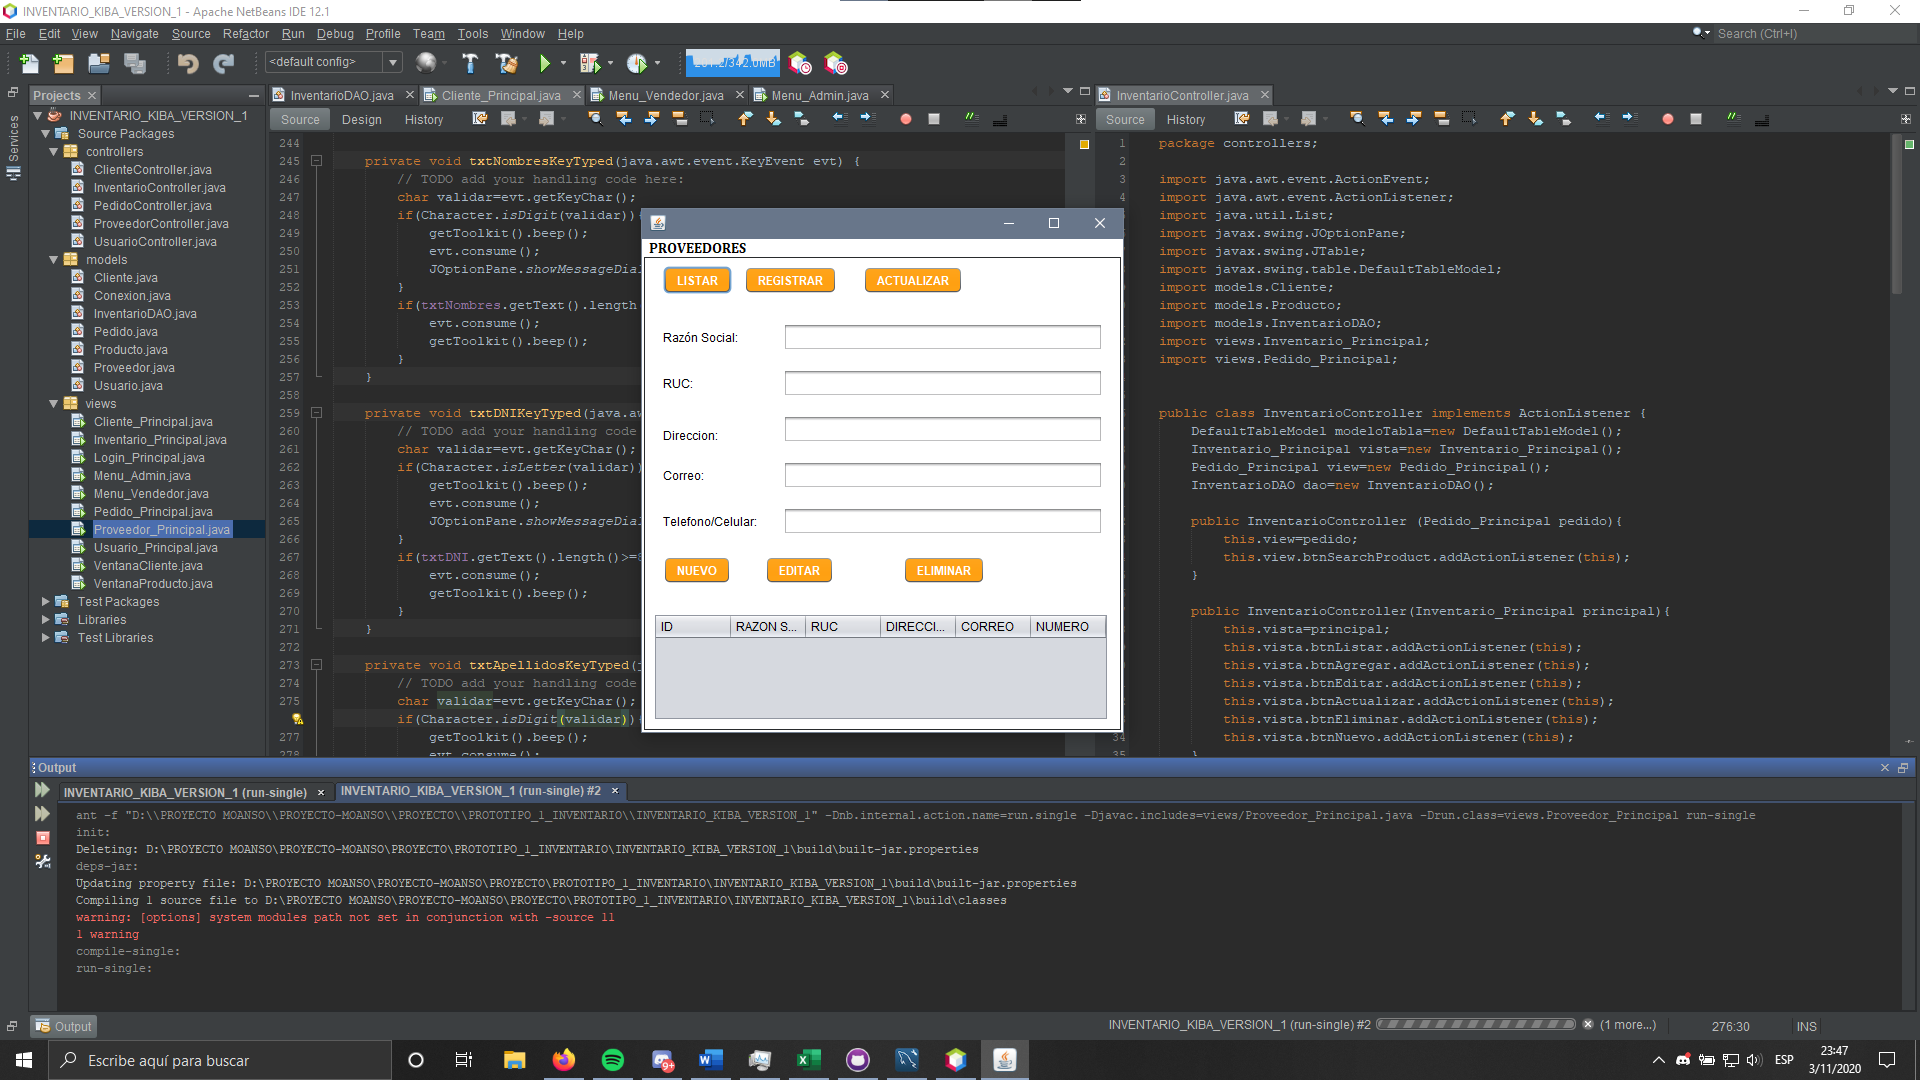 INVENTARIO_KIBA_VERSION_1 - Apache NetBeans IDE 12.1
File Edit View Navigate Source Refactor Run Debug Profile Team Tools Window Help
Search (Ctrl+I)
<default config>
Projects
InventarioDAO.java
Cliente_Principal.java
Menu_Vendedor.java
Menu_Admin.java
InventarioController.java
Services
Source Design History
Source History
INVENTARIO_KIBA_VERSION_1
Source Packages
controllers
ClienteController.java
InventarioController.java
PedidoController.java
ProveedorController.java
UsuarioController.java
models
Cliente.java
Conexion.java
InventarioDAO.java
Pedido.java
Producto.java
Proveedor.java
Usuario.java
views
Cliente_Principal.java
Inventario_Principal.java
Login_Principal.java
Menu_Admin.java
Menu_Vendedor.java
Pedido_Principal.java
Proveedor_Principal.java
Usuario_Principal.java
VentanaCliente.java
VentanaProducto.java
Test Packages
Libraries
Test Libraries
244
245 private void txtNombresKeyTyped(java.awt.event.KeyEvent evt) {
246 // TODO add your handling code here:
247 char validar=evt.getKeyChar();
248 if(Character.isDigit(validar)){
249 getToolkit().beep();
250 evt.consume();
251 JOptionPane.showMessageDial
252 }
253 if(txtNombres.getText().length
254 evt.consume();
255 getToolkit().beep();
256 }
257 }
258
259 private void txtDNIKeyTyped(java.aw
260 // TODO add your handling code
261 char validar=evt.getKeyChar();
262 if(Character.isLetter(validar))
263 getToolkit().beep();
264 evt.consume();
265 JOptionPane.showMessageDial
266 }
267 if(txtDNI.getText().length()>=8
268 evt.consume();
269 getToolkit().beep();
270 }
271 }
272
273 private void txtApellidosKeyTyped(j
274 // TODO add your handling code
275 char validar=evt.getKeyChar();
if(Character.isDigit(validar)){
277 getToolkit().beep();
278 evt.consume();
PROVEEDORES
LISTAR REGISTRAR ACTUALIZAR
Razón Social:
RUC:
Direccion:
Correo:
Telefono/Celular:
NUEVO EDITAR ELIMINAR
ID RAZON S... RUC DIRECCI... CORREO NUMERO
1 package controllers;
2
3 import java.awt.event.ActionEvent;
4 import java.awt.event.ActionListener;
import java.util.List;
import javax.swing.JOptionPane;
import javax.swing.JTable;
import javax.swing.table.DefaultTableModel;
import models.Cliente;
import models.Producto;
import models.InventarioDAO;
import views.Inventario_Principal;
import views.Pedido_Principal;
public class InventarioController implements ActionListener {
DefaultTableModel modeloTabla=new DefaultTableModel();
Inventario_Principal vista=new Inventario_Principal();
Pedido_Principal view=new Pedido_Principal();
InventarioDAO dao=new InventarioDAO();
public InventarioController (Pedido_Principal pedido){
this.view=pedido;
this.view.btnSearchProduct.addActionListener(this);
}
public InventarioController(Inventario_Principal principal){
this.vista=principal;
this.vista.btnListar.addActionListener(this);
this.vista.btnAgregar.addActionListener(this);
this.vista.btnEditar.addActionListener(this);
this.vista.btnActualizar.addActionListener(this);
this.vista.btnEliminar.addActionListener(this);
34 this.vista.btnNuevo.addActionListener(this);
35 }
Output
INVENTARIO_KIBA_VERSION_1 (run-single)
INVENTARIO_KIBA_VERSION_1 (run-single) #2
ant -f "D:\\PROYECTO MOANSO\\PROYECTO-MOANSO\\PROYECTO\\PROTOTIPO_1_INVENTARIO\\INVENTARIO_KIBA_VERSION_1" -Dnb.internal.action.name=run.single -Djavac.includes=views/Proveedor_Principal.java -Drun.class=views.Proveedor_Principal run-single
init:
Deleting: D:\PROYECTO MOANSO\PROYECTO-MOANSO\PROYECTO\PROTOTIPO_1_INVENTARIO\INVENTARIO_KIBA_VERSION_1\build\built-jar.properties
deps-jar:
Updating property file: D:\PROYECTO MOANSO\PROYECTO-MOANSO\PROYECTO\PROTOTIPO_1_INVENTARIO\INVENTARIO_KIBA_VERSION_1\build\built-jar.properties
Compiling 1 source file to D:\PROYECTO MOANSO\PROYECTO-MOANSO\PROYECTO\PROTOTIPO_1_INVENTARIO\INVENTARIO_KIBA_VERSION_1\build\classes
warning: [options] system modules path not set in conjunction with -source 11
1 warning
compile-single:
run-single:
Output
INVENTARIO_KIBA_VERSION_1 (run-single) #2
(1 more...)
276:30
INS
Escribe aquí para buscar
9+
ESP
23:47
3/11/2020